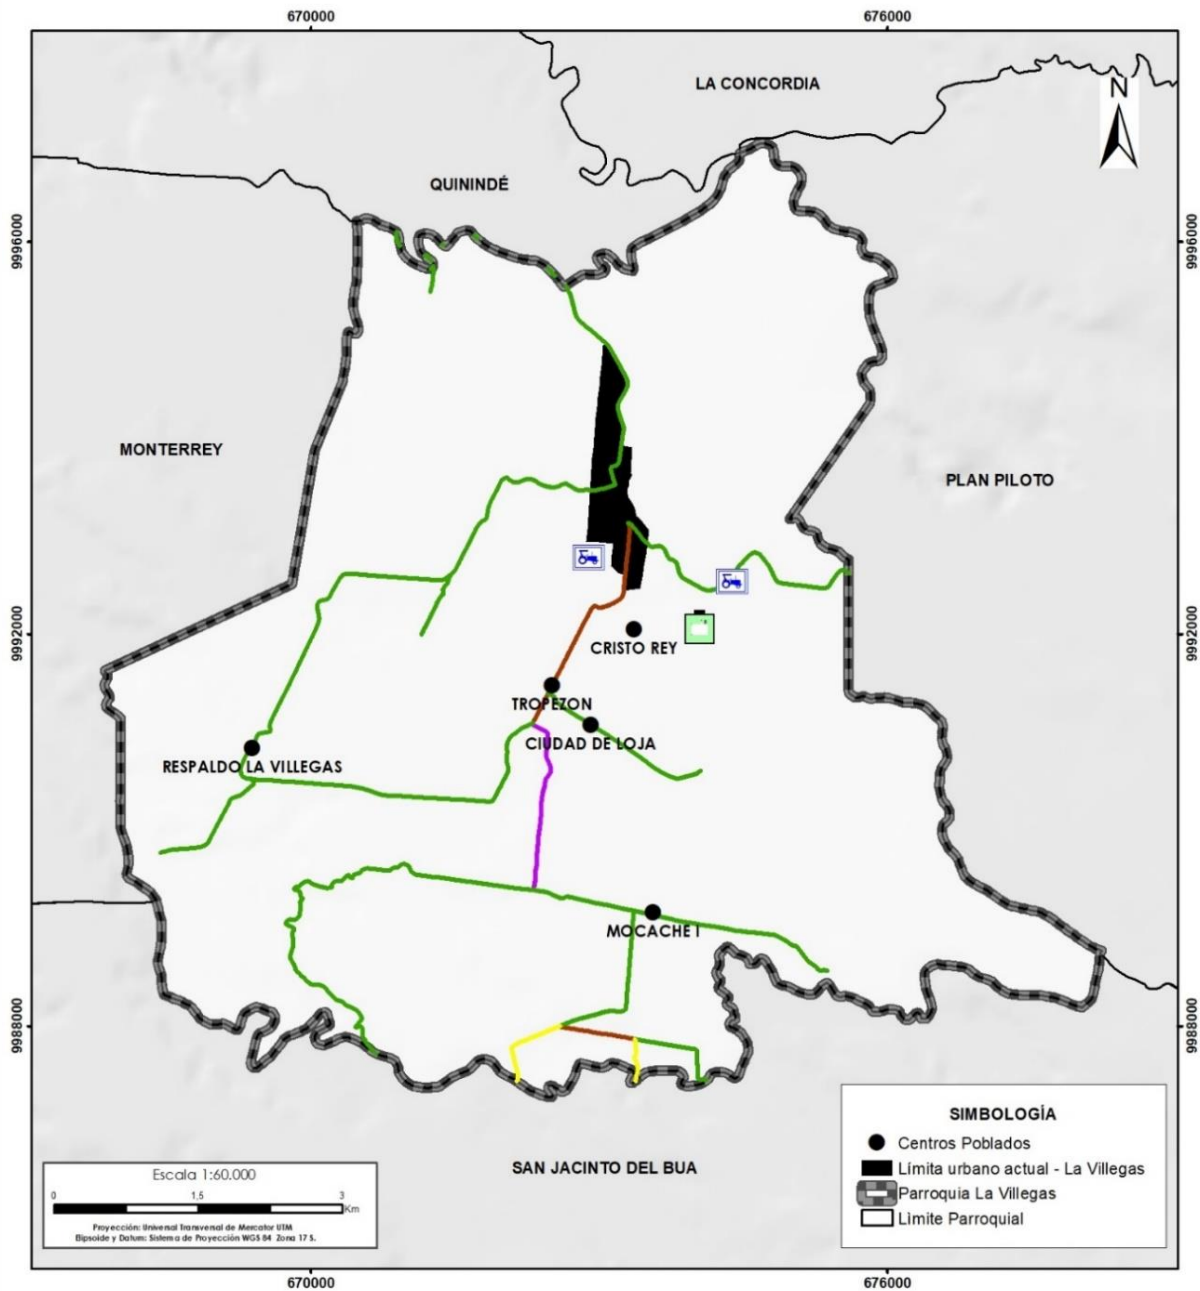 670000
676000
LA CONCORDIA
N
QUININDÉ
9996000
9996000
MONTERREY
PLAN PILOTO
9992000
9992000
CRISTO REY
TROPEZON
CIUDAD DE LOJA
RESPALDO LA VILLEGAS
MOCACHE I
9988000
9988000
SAN JACINTO DEL BUA
SIMBOLOGÍA
Centros Poblados
Límita urbano actual - La Villegas
Parroquia La Villegas
Lìmite Parroquial
Escala 1:60.000
0 1,5 3
Km
Proyección: Universal Transversal de Mercator UTM
Elipsoide y Datum: Sistema de Proyección WGS 84 Zona 17 S.
670000
676000